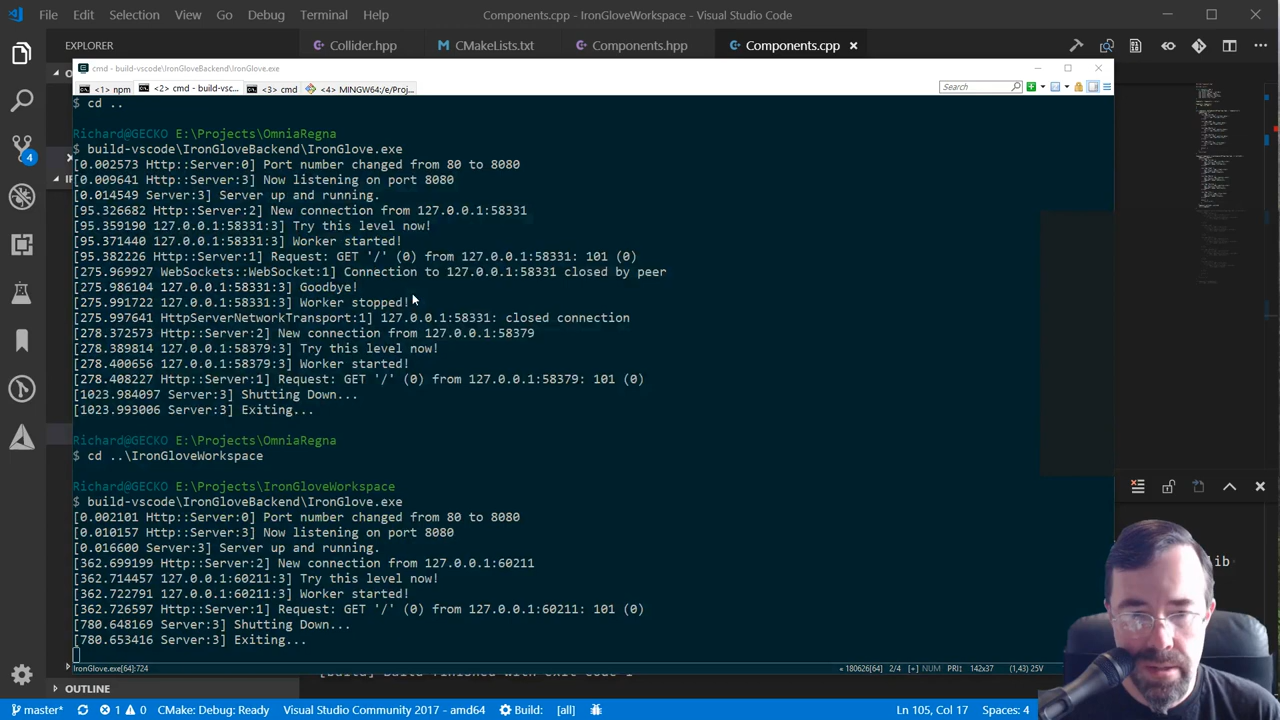 File Edit Selection View Go Debug Terminal Help Components.cpp - IronGloveWorkspace - Visual Studio Code
EXPLORER Collider.hpp CMakeLists.txt Components.hpp Components.cpp
cmd - build-vscode\IronGloveBackend\IronGlove.exe
<1> npm <2> cmd - build-vsc... <3> cmd <4> MINGW64:/e/Proj... Search
$ cd ..
Richard@GECKO E:\Projects\OmniaRegna
$ build-vscode\IronGloveBackend\IronGlove.exe
[0.002573 Http::Server:0] Port number changed from 80 to 8080
[0.009641 Http::Server:3] Now listening on port 8080
[0.014549 Server:3] Server up and running.
[95.326682 Http::Server:2] New connection from 127.0.0.1:58331
[95.359190 127.0.0.1:58331:3] Try this level now!
[95.371440 127.0.0.1:58331:3] Worker started!
[95.382226 Http::Server:1] Request: GET '/' (0) from 127.0.0.1:58331: 101 (0)
[275.969927 WebSockets::WebSocket:1] Connection to 127.0.0.1:58331 closed by peer
[275.986104 127.0.0.1:58331:3] Goodbye!
[275.991722 127.0.0.1:58331:3] Worker stopped!
[275.997641 HttpServerNetworkTransport:1] 127.0.0.1:58331: closed connection
[278.372573 Http::Server:2] New connection from 127.0.0.1:58379
[278.389814 127.0.0.1:58379:3] Try this level now!
[278.400656 127.0.0.1:58379:3] Worker started!
[278.408227 Http::Server:1] Request: GET '/' (0) from 127.0.0.1:58379: 101 (0)
[1023.984097 Server:3] Shutting Down...
[1023.993006 Server:3] Exiting...
Richard@GECKO E:\Projects\OmniaRegna
$ cd ..\IronGloveWorkspace
Richard@GECKO E:\Projects\IronGloveWorkspace
$ build-vscode\IronGloveBackend\IronGlove.exe
[0.002101 Http::Server:0] Port number changed from 80 to 8080
[0.010157 Http::Server:3] Now listening on port 8080
[0.016600 Server:3] Server up and running.
[362.699199 Http::Server:2] New connection from 127.0.0.1:60211
[362.714457 127.0.0.1:60211:3] Try this level now!
[362.722791 127.0.0.1:60211:3] Worker started!
[362.726597 Http::Server:1] Request: GET '/' (0) from 127.0.0.1:60211: 101 (0)
[780.648169 Server:3] Shutting Down...
[780.653416 Server:3] Exiting...
lib
IronGlove.exe[64]:724 « 180626[64] 2/4 [+] NUM PRI↕ 142x37 (1,43) 25V
[build] Build finished with exit code 1
OUTLINE
master* 1 0 CMake: Debug: Ready Visual Studio Community 2017 - amd64 Build: [all] Ln 105, Col 17 Spaces: 4
4